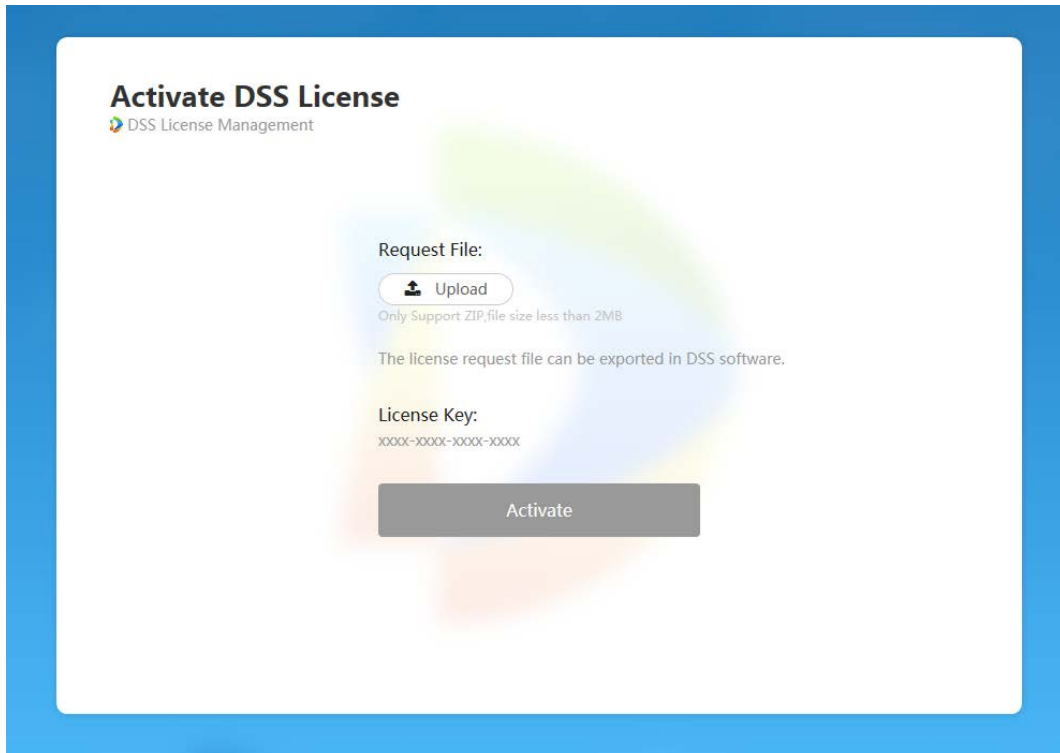 Activate DSS License
DSS License Management
Request File:
Upload
Only Support ZIP,file size less than 2MB
The license request file can be exported in DSS software.
License Key:
xxxx-xxxx-xxxx-xxxx
Activate